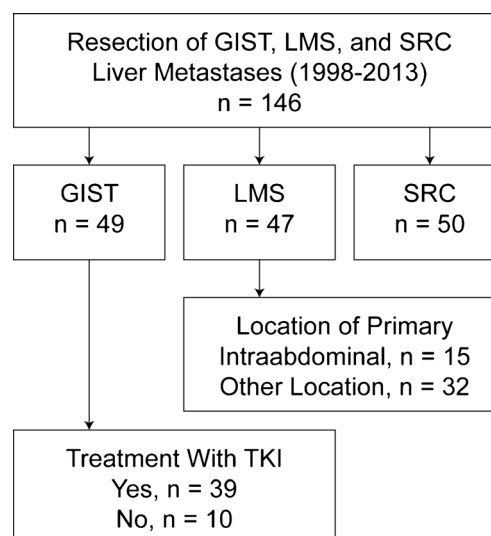 Resection of GIST, LMS, and SRC
Liver Metastases (1998-2013)
n = 146
GIST
n = 49
LMS
n = 47
SRC
n = 50
Location of Primary
Intraabdominal, n = 15
Other Location, n = 32
Treatment With TKI
Yes, n = 39
No, n = 10